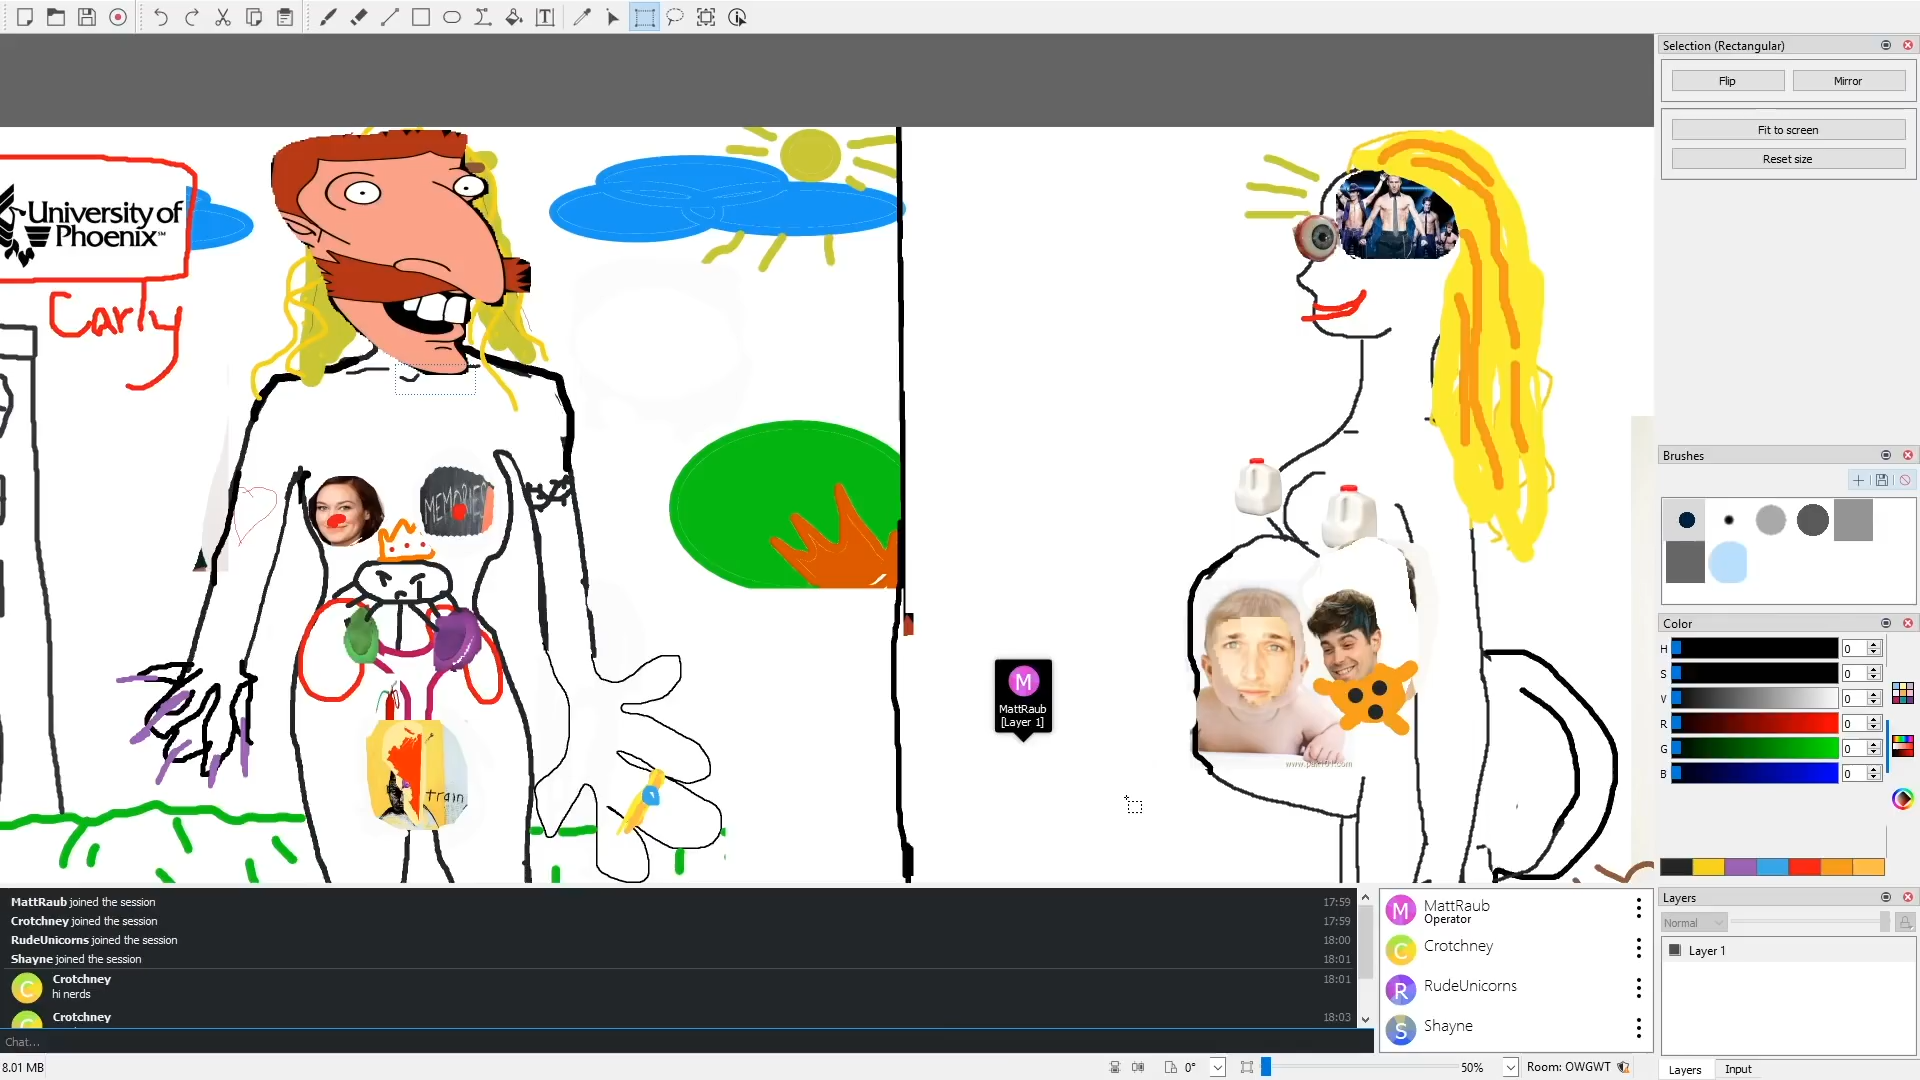 Selection (Rectangular)
Flip
Mirror
Fit to screen
Reset size
University of
Phoenix™
Carly
MEMORIES
train
MattRaub
[Layer 1]
www.pak101.com
Brushes
Color
H 0
S 0
V 0
R 0
G 0
B 0
MattRaub joined the session 17:59
Crotchney joined the session 17:59
RudeUnicorns joined the session 18:00
Shayne joined the session 18:01
Crotchney 18:01
hi nerds
Crotchney
18:03
Chat...
M MattRaub
Operator
C Crotchney
R RudeUnicorns
S Shayne
Layers
Normal
Layer 1
Layers Input
8.01 MB
0°
50%
Room: OWGWT